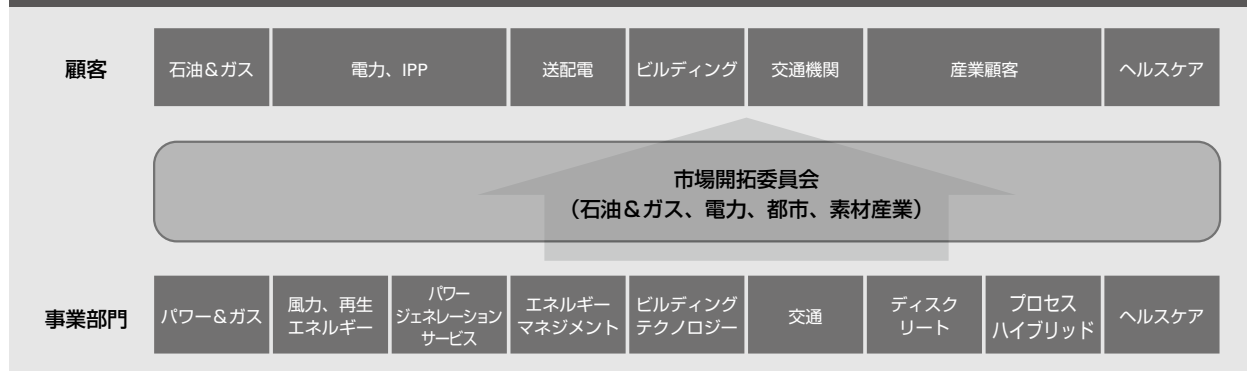 顧客
石油＆ガス
電力、IPP
送配電
ビルディング
交通機関
産業顧客
ヘルスケア
市場開拓委員会
（石油＆ガス、電力、都市、素材産業）
事業部門
パワー＆ガス
風力、再生
エネルギー
パワー
ジェネレーション
サービス
エネルギー
マネジメント
ビルディング
テクノロジー
交通
ディスク
リート
プロセス
ハイブリッド
ヘルスケア